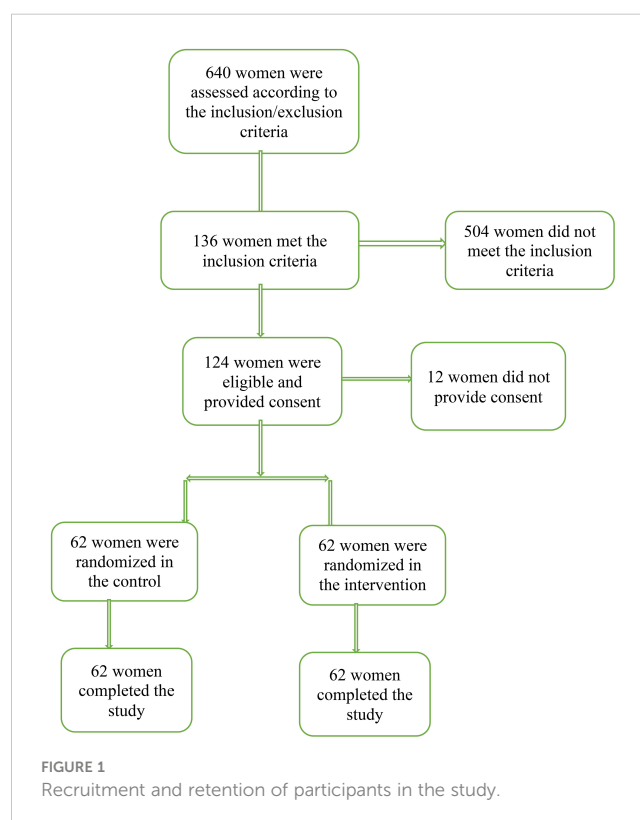 640 women were
assessed according to
the inclusion/exclusion
criteria
136 women met the
inclusion criteria
504 women did not
meet the inclusion
criteria
124 women were
eligible and
provided consent
12 women did not
provide consent
62 women were
randomized in
the control
62 women were
randomized in
the intervention
62 women
completed the
study
62 women
completed the
study
FIGURE 1
Recruitment and retention of participants in the study.